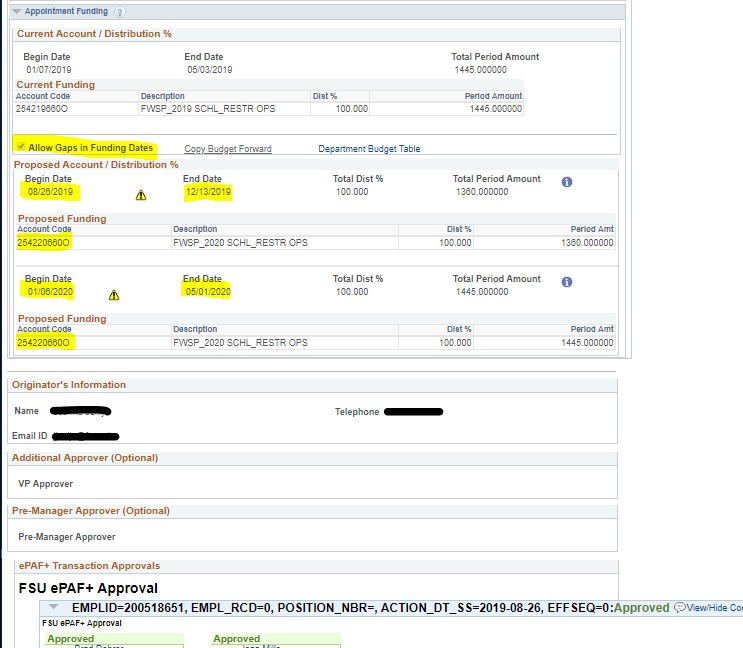 Appointment Funding ?
Current Account / Distribution %
Begin Date End Date Total Period Amount
01/07/2019 05/03/2019 1445.000000
Current Funding
Account Code Description Dist % Period Amount
254219660O FWSP_2019 SCHL_RESTR OPS 100.000 1445.000000
Allow Gaps in Funding Dates Copy Budget Forward Department Budget Table
Proposed Account / Distribution %
Begin Date End Date Total Dist % Total Period Amount
08/26/2019 12/13/2019 100.000 1360.000000
Proposed Funding
Account Code Description Dist % Period Amt
254220660O FWSP_2020 SCHL_RESTR OPS 100.000 1360.000000
Begin Date End Date Total Dist % Total Period Amount
01/06/2020 05/01/2020 100.000 1445.000000
Proposed Funding
Account Code Description Dist % Period Amt
254220660O FWSP_2020 SCHL_RESTR OPS 100.000 1445.000000
Originator's Information
Name Telephone
Email ID
Additional Approver (Optional)
VP Approver
Pre-Manager Approver (Optional)
Pre-Manager Approver
ePAF+ Transaction Approvals
FSU ePAF+ Approval
EMPLID=200518651, EMPL_RCD=0, POSITION_NBR=, ACTION_DT_SS=2019-08-26, EFFSEQ=0:Approved View/Hide Co
FSU ePAF+ Approval
Approved Approved